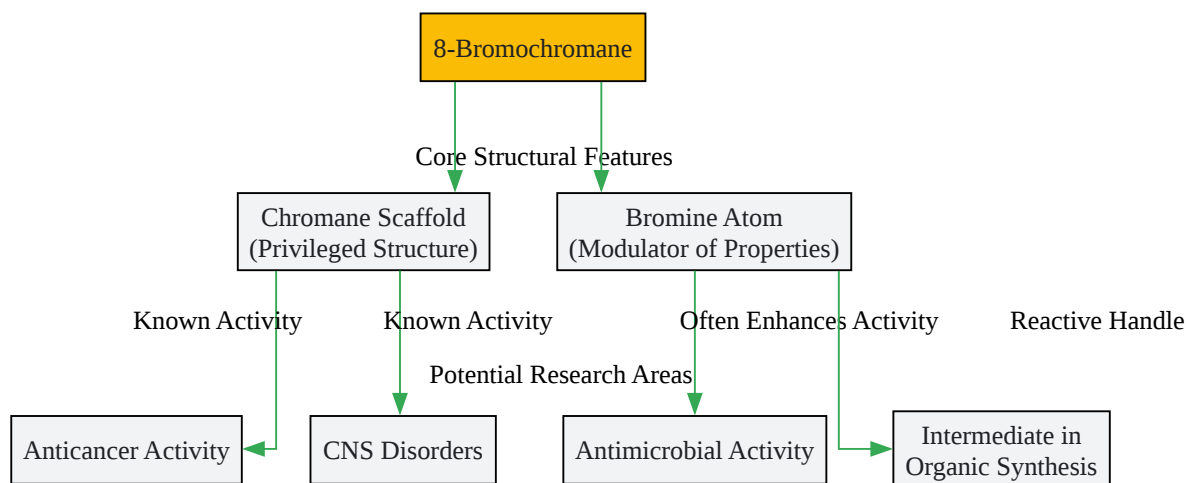 8-Bromochromane
Core Structural Features
Chromane Scaffold
(Privileged Structure)
Bromine Atom
(Modulator of Properties)
Known Activity
Known Activity
Often Enhances Activity
Reactive Handle
Potential Research Areas
Anticancer Activity
CNS Disorders
Antimicrobial Activity
Intermediate in
Organic Synthesis